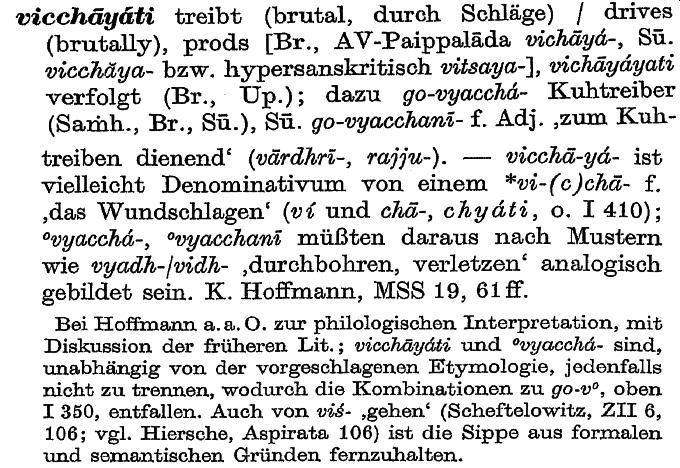 vicchāyáti treibt (brutal, durch Schläge) / drives
(brutally), prods [Br., AV-Paippalāda vichāyá-, Sū.
vicchā̆ya- bzw. hypersanskritisch vitsaya-], vichāyáyati
verfolgt (Br., Up.); dazu go-vyacchá- Kuhtreiber
(Saṁh., Br., Sū.), Sū. go-vyacchanī- f. Adj. ‚zum Kuh-
treiben dienend‘ (vārdhrī-, rajju-). — vicchā-yá- ist
vielleicht Denominativum von einem *vi-(c)chā- f.
‚das Wundschlagen‘ (ví und chā-, chyáti, o. I 410);
°vyacchá-, °vyacchanī müßten daraus nach Mustern
wie vyadh-/vidh- ‚durchbohren, verletzen‘ analogisch
gebildet sein. K. Hoffmann, MSS 19, 61ff.
Bei Hoffmann a.a.O. zur philologischen Interpretation, mit
Diskussion der früheren Lit.; vicchāyáti und °vyacchá- sind,
unabhängig von der vorgeschlagenen Etymologie, jedenfalls
nicht zu trennen, wodurch die Kombinationen zu go-v°, oben
I 350, entfallen. Auch von viś- ‚gehen‘ (Scheftelowitz, ZII 6,
106; vgl. Hiersche, Aspirata 106) ist die Sippe aus formalen
und semantischen Gründen fernzuhalten.